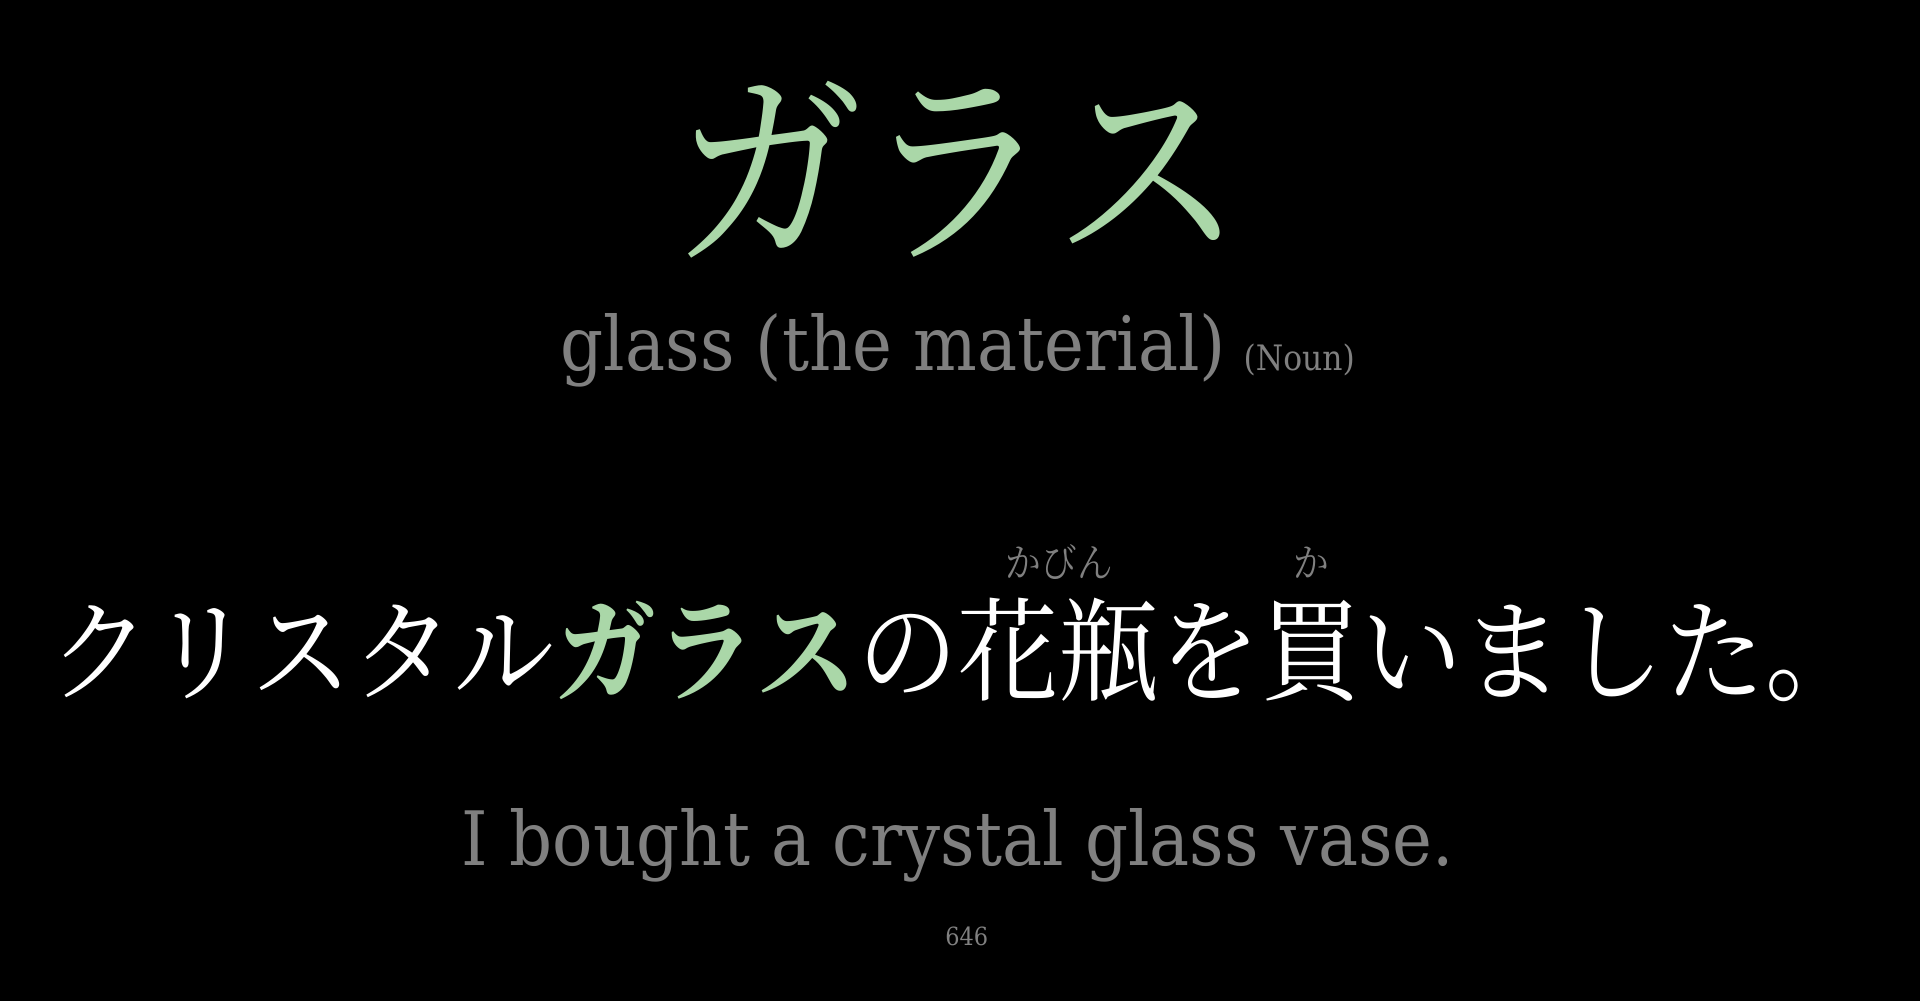 ガラス
glass (the material) (Noun)
かびん か
クリスタルガラスの花瓶を買いました。
I bought a crystal glass vase.
646